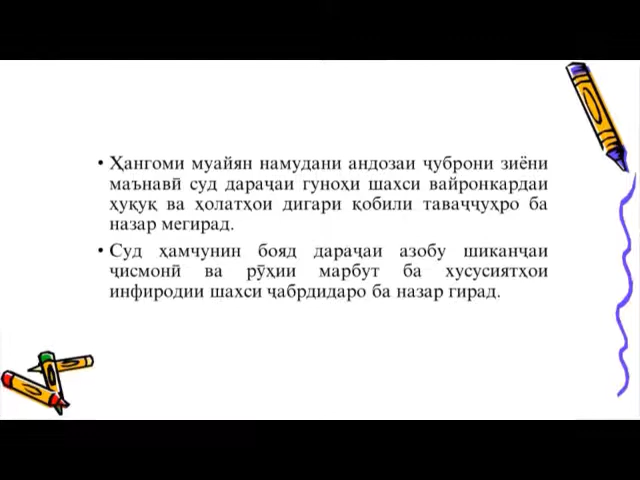 • Ҳангоми муайян намудани андозаи ҷуброни зиёни
маънавӣ суд дараҷаи гуноҳи шахси вайронкардаи
ҳуқуқ ва ҳолатҳои дигари қобили таваҷҷуҳро ба
назар мегирад.
• Суд ҳамчунин бояд дараҷаи азобу шиканҷаи
ҷисмонӣ ва рӯҳии марбут ба хусусиятҳои
инфиродии шахси ҷабрдидаро ба назар гирад.